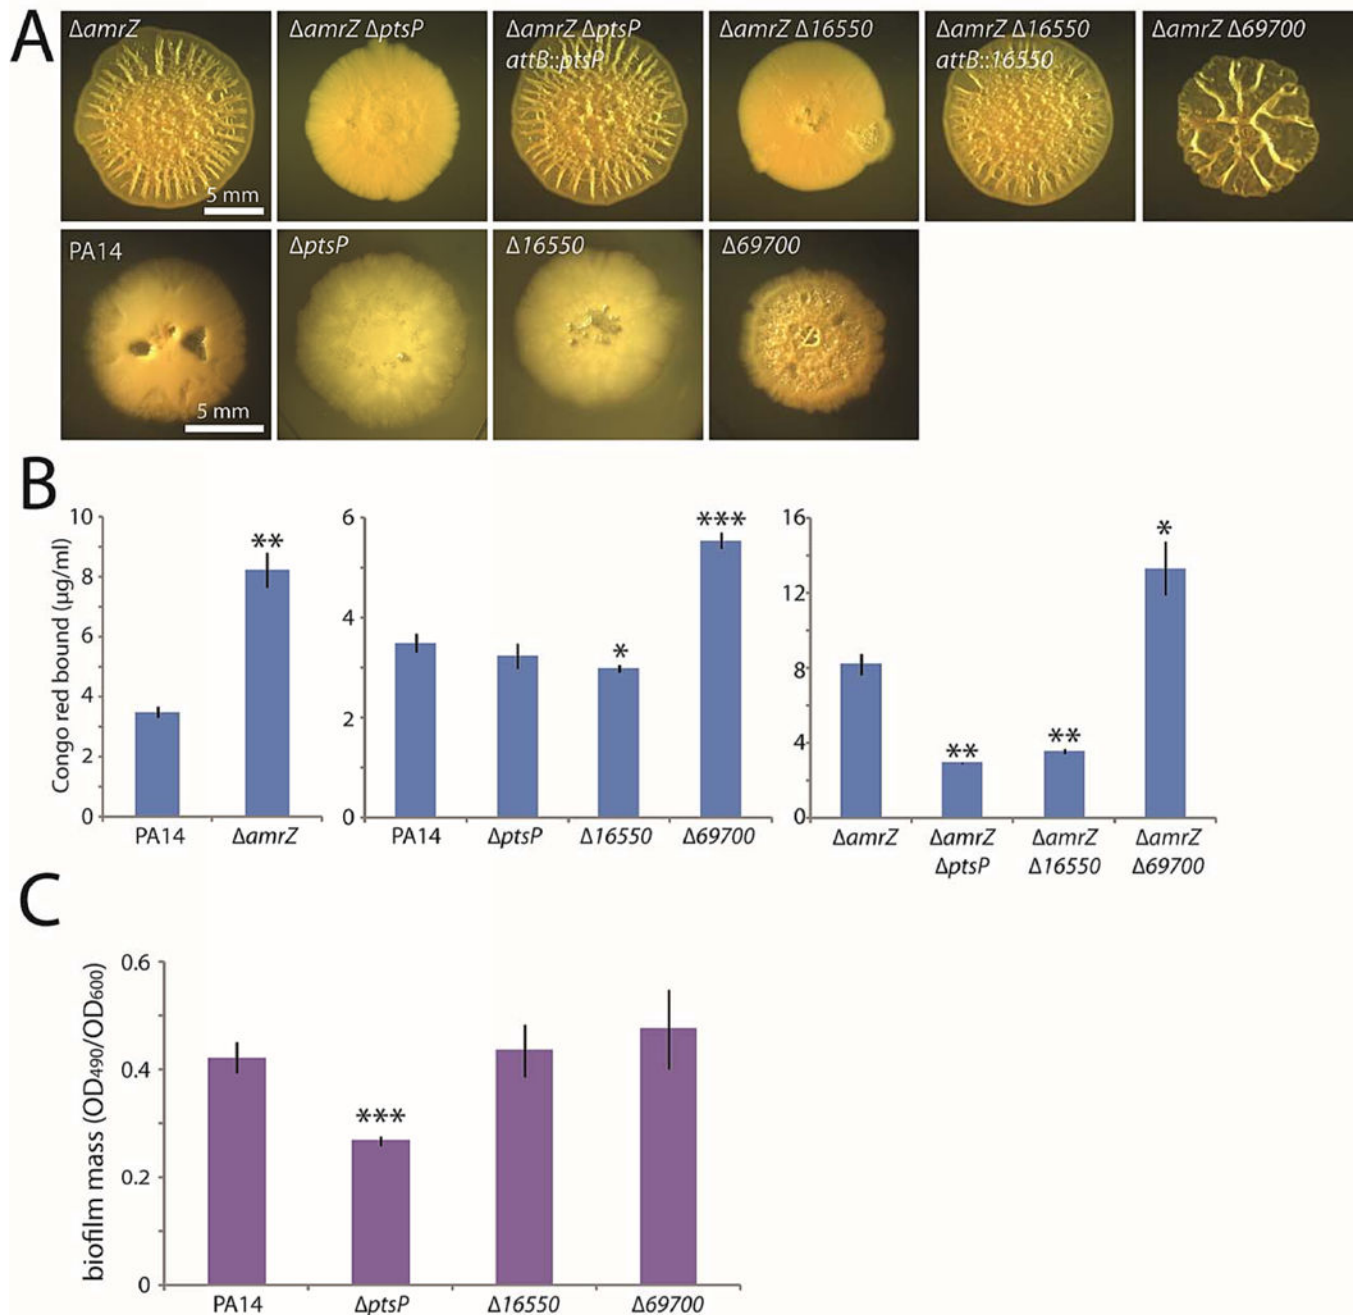 A
ΔamrZ
ΔamrZ ΔptsP
ΔamrZ ΔptsP
attB::ptsP
ΔamrZ Δ16550
ΔamrZ Δ16550
attB::16550
ΔamrZ Δ69700
5 mm
PA14
ΔptsP
Δ16550
Δ69700
5 mm
B
Congo red bound (μg/ml)
10
8
6
4
2
0
**
PA14
ΔamrZ
6
4
2
0
*
***
PA14
ΔptsP
Δ16550
Δ69700
16
12
8
4
0
**
**
*
ΔamrZ
ΔamrZ
ΔptsP
ΔamrZ
Δ16550
ΔamrZ
Δ69700
C
biofilm mass (OD490/OD600)
0.6
0.4
0.2
0
***
PA14
ΔptsP
Δ16550
Δ69700